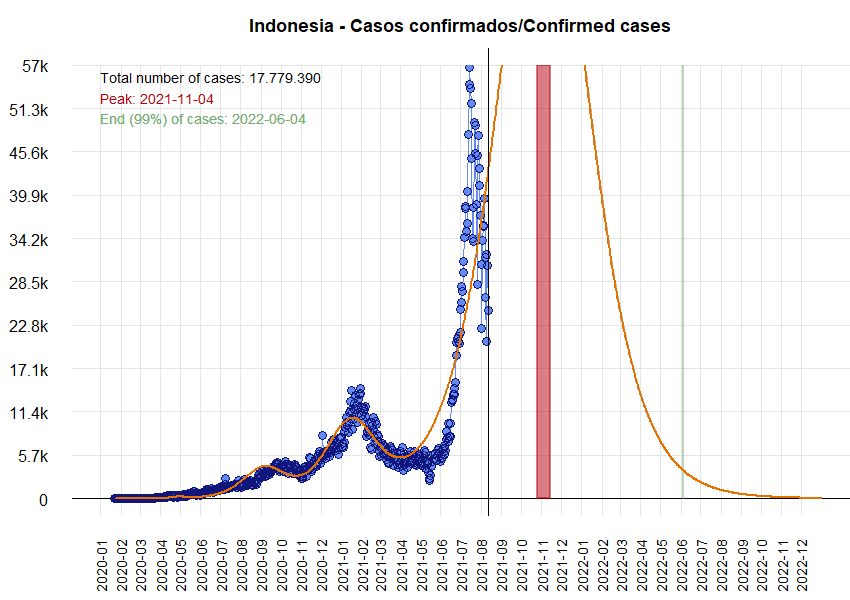 Indonesia - Casos confirmados/Confirmed cases
Total number of cases: 17.779.390
Peak: 2021-11-04
End (99%) of cases: 2022-06-04
57k
51.3k
45.6k
39.9k
34.2k
28.5k
22.8k
17.1k
11.4k
5.7k
0
2020-01
2020-02
2020-03
2020-04
2020-05
2020-06
2020-07
2020-08
2020-09
2020-10
2020-11
2020-12
2021-01
2021-02
2021-03
2021-04
2021-05
2021-06
2021-07
2021-08
2021-09
2021-10
2021-11
2021-12
2022-01
2022-02
2022-03
2022-04
2022-05
2022-06
2022-07
2022-08
2022-09
2022-10
2022-11
2022-12